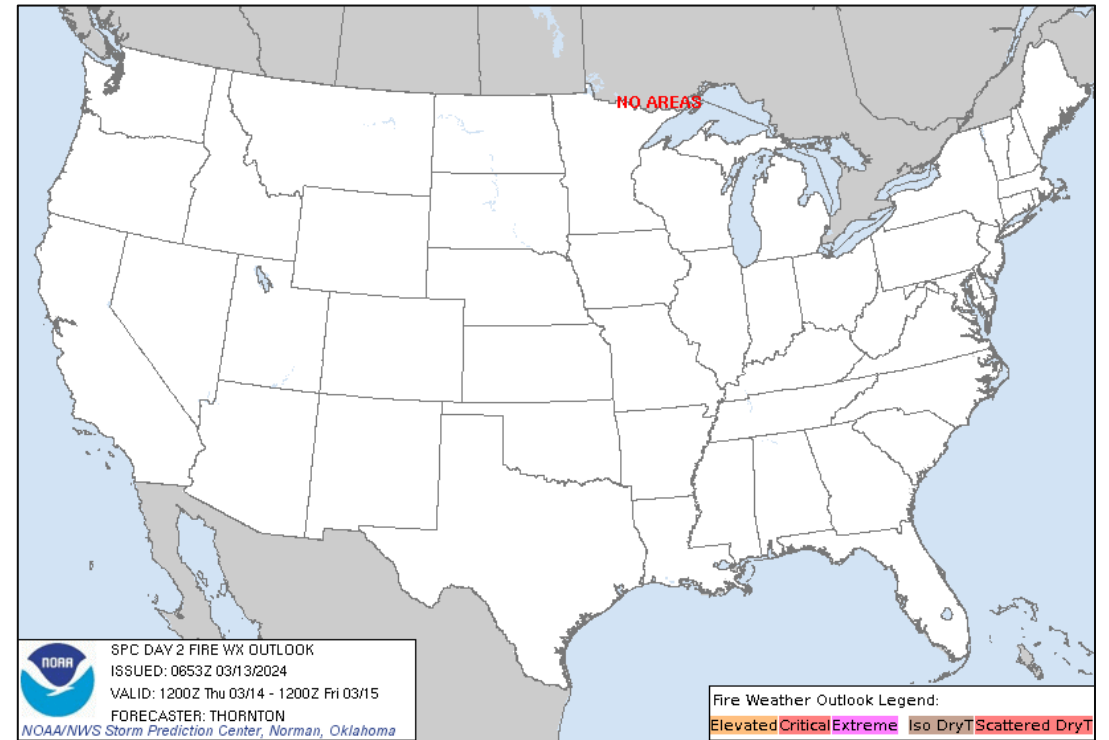 NO AREAS
NOAA
SPC DAY 2 FIRE WX OUTLOOK
ISSUED: 0653Z 03/13/2024
VALID: 1200Z Thu 03/14 - 1200Z Fri 03/15
FORECASTER: THORNTON
NOAA/NWS Storm Prediction Center, Norman, Oklahoma
Fire Weather Outlook Legend:
Elevated Critical Extreme Iso DryT Scattered DryT